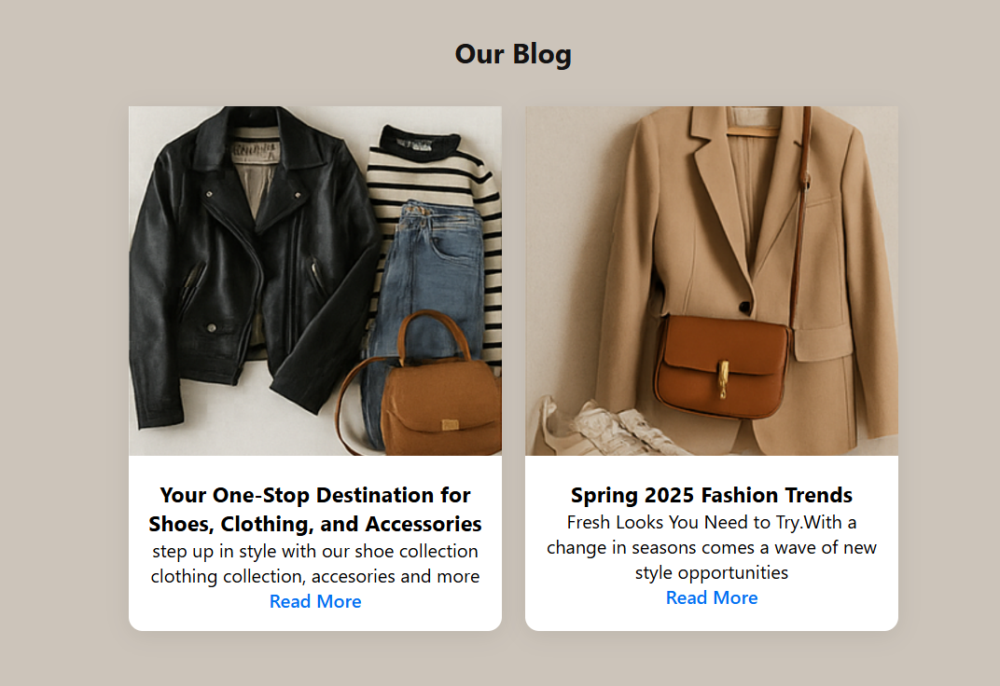 Our Blog
Your One-Stop Destination for
Shoes, Clothing, and Accessories
step up in style with our shoe collection
clothing collection, accesories and more
Read More
Spring 2025 Fashion Trends
Fresh Looks You Need to Try.With a
change in seasons comes a wave of new
style opportunities
Read More